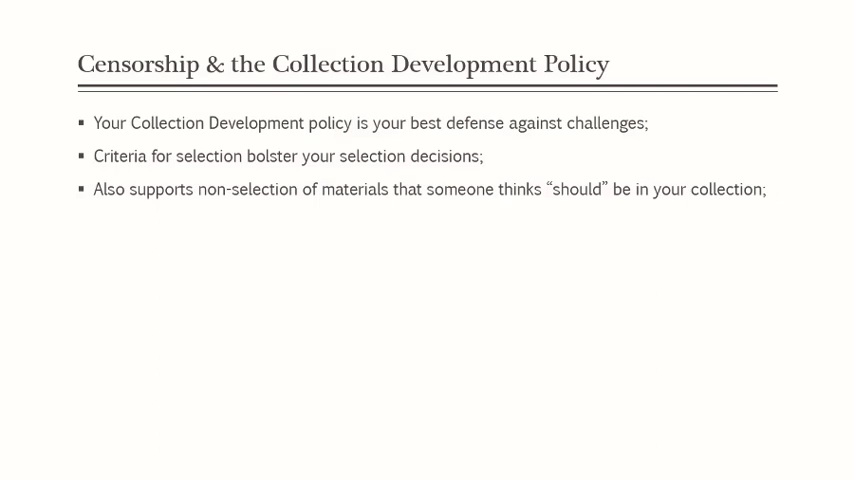 Censorship & the Collection Development Policy
▪ Your Collection Development policy is your best defense against challenges;
▪ Criteria for selection bolster your selection decisions;
▪ Also supports non-selection of materials that someone thinks “should” be in your collection;